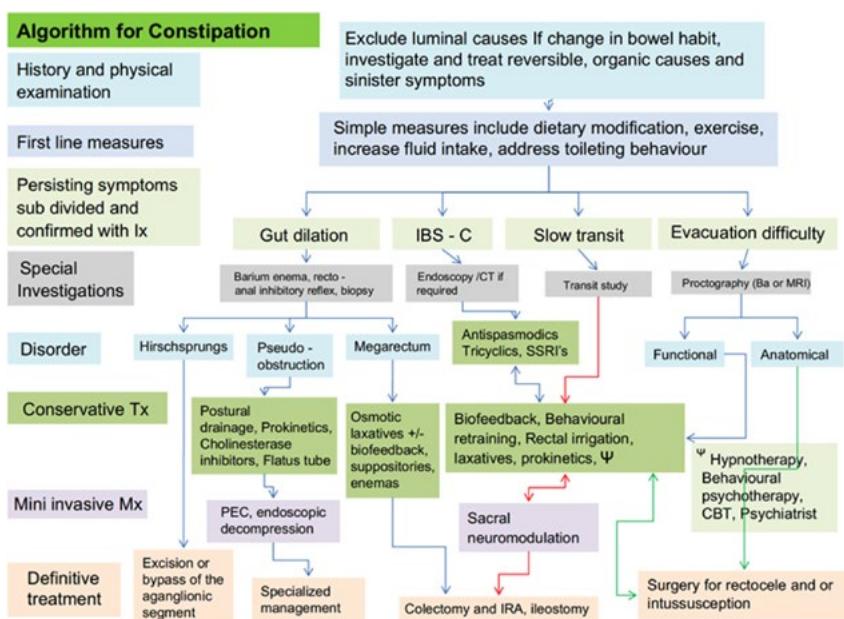 Algorithm for Constipation
Exclude luminal causes If change in bowel habit,
investigate and treat reversible, organic causes and
sinister symptoms
History and physical
examination
First line measures
Simple measures include dietary modification, exercise,
increase fluid intake, address toileting behaviour
Persisting symptoms
sub divided and
confirmed with Ix
Gut dilation
IBS - C
Slow transit
Evacuation difficulty
Special
Investigations
Barium enema, recto -
anal inhibitory reflex, biopsy
Endoscopy /CT if
required
Transit study
Proctography (Ba or MRI)
Disorder
Hirschsprungs
Pseudo -
obstruction
Megarectum
Antispasmodics
Tricyclics, SSRI's
Functional
Anatomical
Conservative Tx
Postural
drainage, Prokinetics,
Cholinesterase
inhibitors, Flatus tube
Osmotic
laxatives +/-
biofeedback,
suppositories,
enemas
Biofeedback, Behavioural
retraining, Rectal irrigation,
laxatives, prokinetics, Ψ
Ψ Hypnotherapy,
Behavioural
psychotherapy,
CBT, Psychiatrist
Mini invasive Mx
PEC, endoscopic
decompression
Sacral
neuromodulation
Definitive
treatment
Excision or
bypass of the
aganglionic
segment
Specialized
management
Colectomy and IRA, ileostomy
Surgery for rectocele and or
intussusception